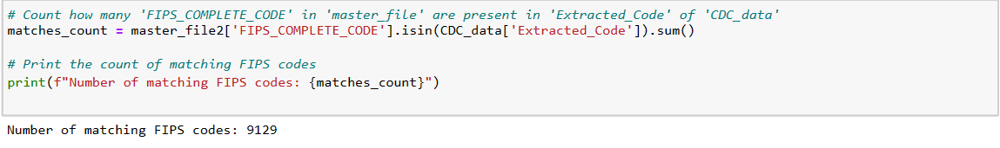 # Count how many 'FIPS_COMPLETE_CODE' in 'master_file' are present in 'Extracted_Code' of 'CDC_data'
matches_count = master_file2['FIPS_COMPLETE_CODE'].isin(CDC_data['Extracted_Code']).sum()
# Print the count of matching FIPS codes
print(f"Number of matching FIPS codes: {matches_count}")
Number of matching FIPS codes: 9129